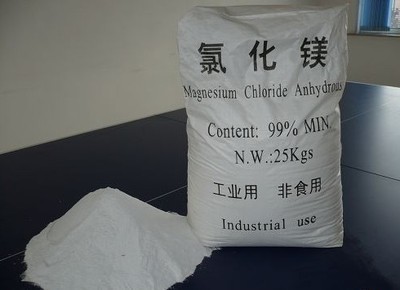 氯化镁
Magnesium Chloride Anhydrous
Content: 99% MIN
N.W.:25Kgs
工业用 非食用
Industrial use